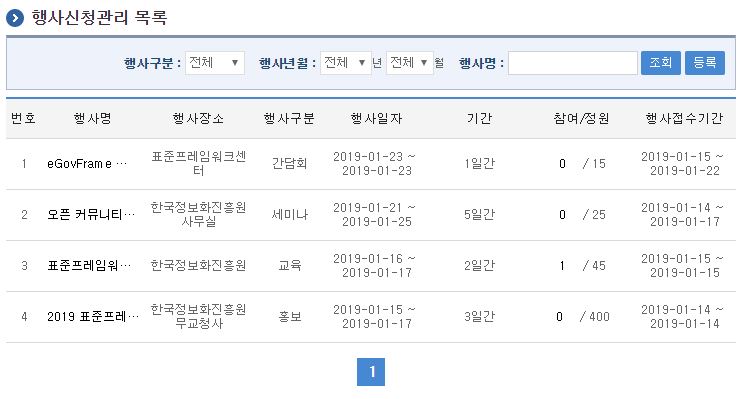 행사신청관리 목록
행사구분 : 전체 행사년월 : 전체 년 전체 월 행사명 : 조회 등록
번호 행사명 행사장소 행사구분 행사일자 기간 참여/정원 행사접수기간
1 eGovFrame … 표준프레임워크센터 간담회 2019-01-23 ~ 2019-01-23 1일간 0 / 15 2019-01-15 ~ 2019-01-22
2 오픈 커뮤니티… 한국정보화진흥원 사무실 세미나 2019-01-21 ~ 2019-01-25 5일간 0 / 25 2019-01-14 ~ 2019-01-17
3 표준프레임워… 한국정보화진흥원 교육 2019-01-16 ~ 2019-01-17 2일간 1 / 45 2019-01-15 ~ 2019-01-15
4 2019 표준프레… 한국정보화진흥원 무교청사 홍보 2019-01-15 ~ 2019-01-17 3일간 0 / 400 2019-01-14 ~ 2019-01-14
1